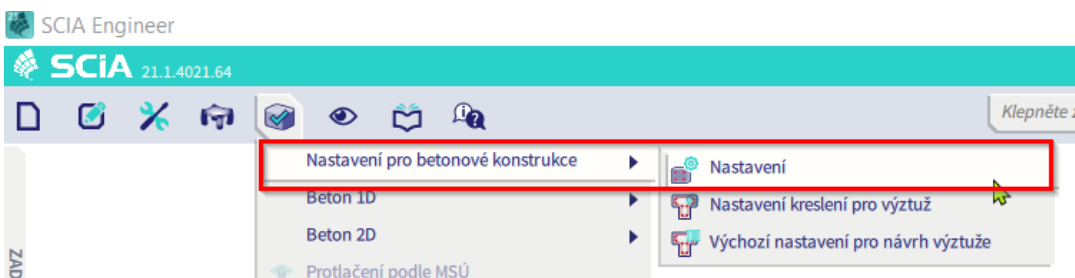 SCIA Engineer
SCiA 21.1.4021.64
Klepněte z
Nastavení pro betonové konstrukce
Nastavení
Beton 1D
Nastavení kreslení pro výztuž
Beton 2D
Výchozí nastavení pro návrh výztuže
Protlačení podle MSÚ
ZAD